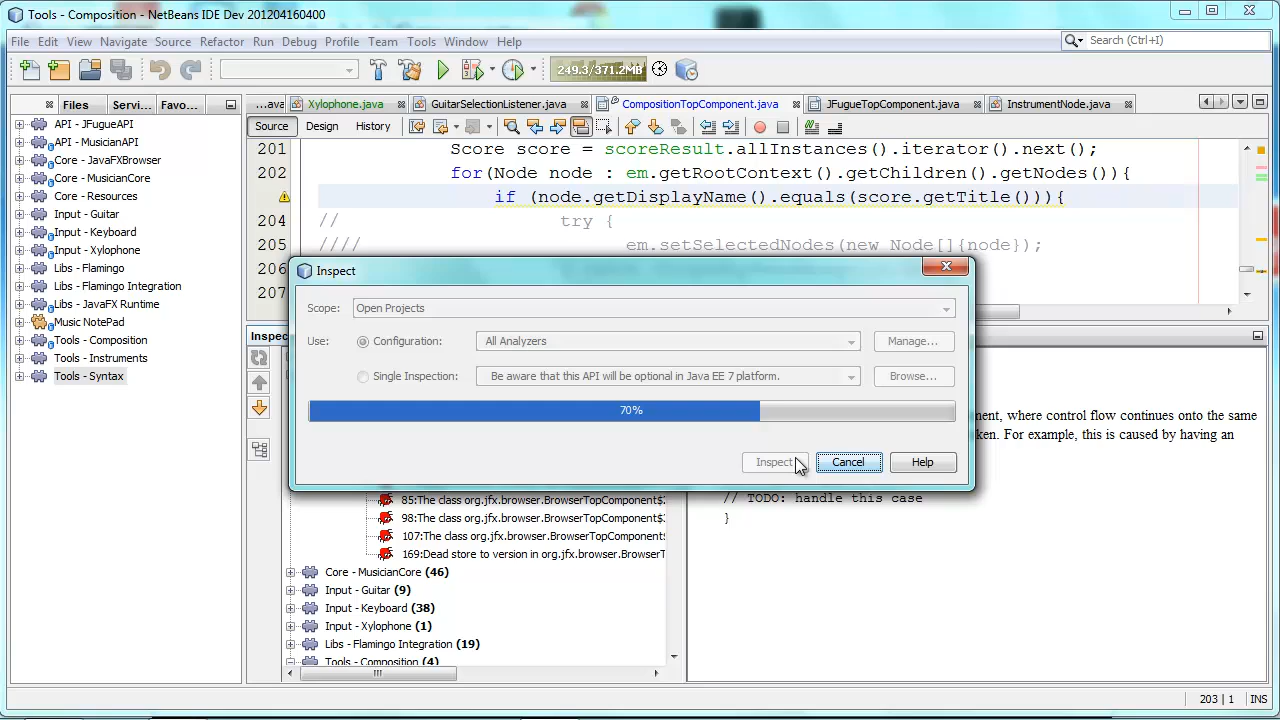 Tools - Composition - NetBeans IDE Dev 201204160400
File Edit View Navigate Source Refactor Run Debug Profile Team Tools Window Help
Search (Ctrl+I)
249.3/371.2MB
Files Servi... Favo...
...ava Xylophone.java GuitarSelectionListener.java CompositionTopComponent.java JFugueTopComponent.java InstrumentNode.java
Source Design History
API - JFugueAPI
API - MusicianAPI
Core - JavaFXBrowser
Core - MusicianCore
Core - Resources
Input - Guitar
Input - Keyboard
Input - Xylophone
Libs - Flamingo
Libs - Flamingo Integration
Libs - JavaFX Runtime
Music NotePad
Tools - Composition
Tools - Instruments
Tools - Syntax
201 Score score = scoreResult.allInstances().iterator().next();
202 for(Node node : em.getRootContext().getChildren().getNodes()){
if (node.getDisplayName().equals(score.getTitle())){
204 // try {
205 //// em.setSelectedNodes(new Node[]{node});
206
207
Inspec
Inspect
Scope: Open Projects
Use: Configuration: All Analyzers Manage...
Single Inspection: Be aware that this API will be optional in Java EE 7 platform. Browse...
70%
Inspect Cancel Help
ment, where control flow continues onto the same
ken. For example, this is caused by having an
// TODO: handle this case
}
85:The class org.jfx.browser.BrowserTopComponent$
98:The class org.jfx.browser.BrowserTopComponent$
107:The class org.jfx.browser.BrowserTopComponent
169:Dead store to version in org.jfx.browser.BrowserT
Core - MusicianCore (46)
Input - Guitar (9)
Input - Keyboard (38)
Input - Xylophone (1)
Libs - Flamingo Integration (19)
Tools - Composition (4)
203 | 1 INS